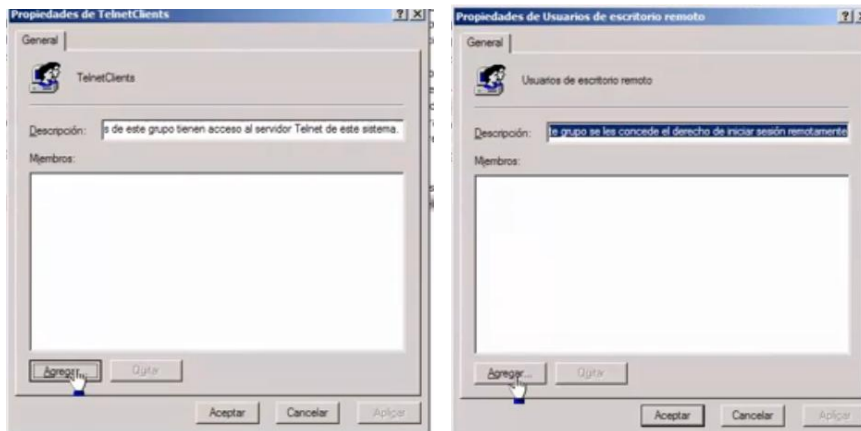 Propiedades de TelnetClients
General
TelnetClients
Descripción: s de este grupo tienen acceso al servidor Telnet de este sistema.
Miembros:
Agregar... Quitar
Aceptar Cancelar Aplicar
Propiedades de Usuarios de escritorio remoto
General
Usuarios de escritorio remoto
Descripción: te grupo se les concede el derecho de iniciar sesión remotamente
Miembros:
Agregar... Quitar
Aceptar Cancelar Aplicar